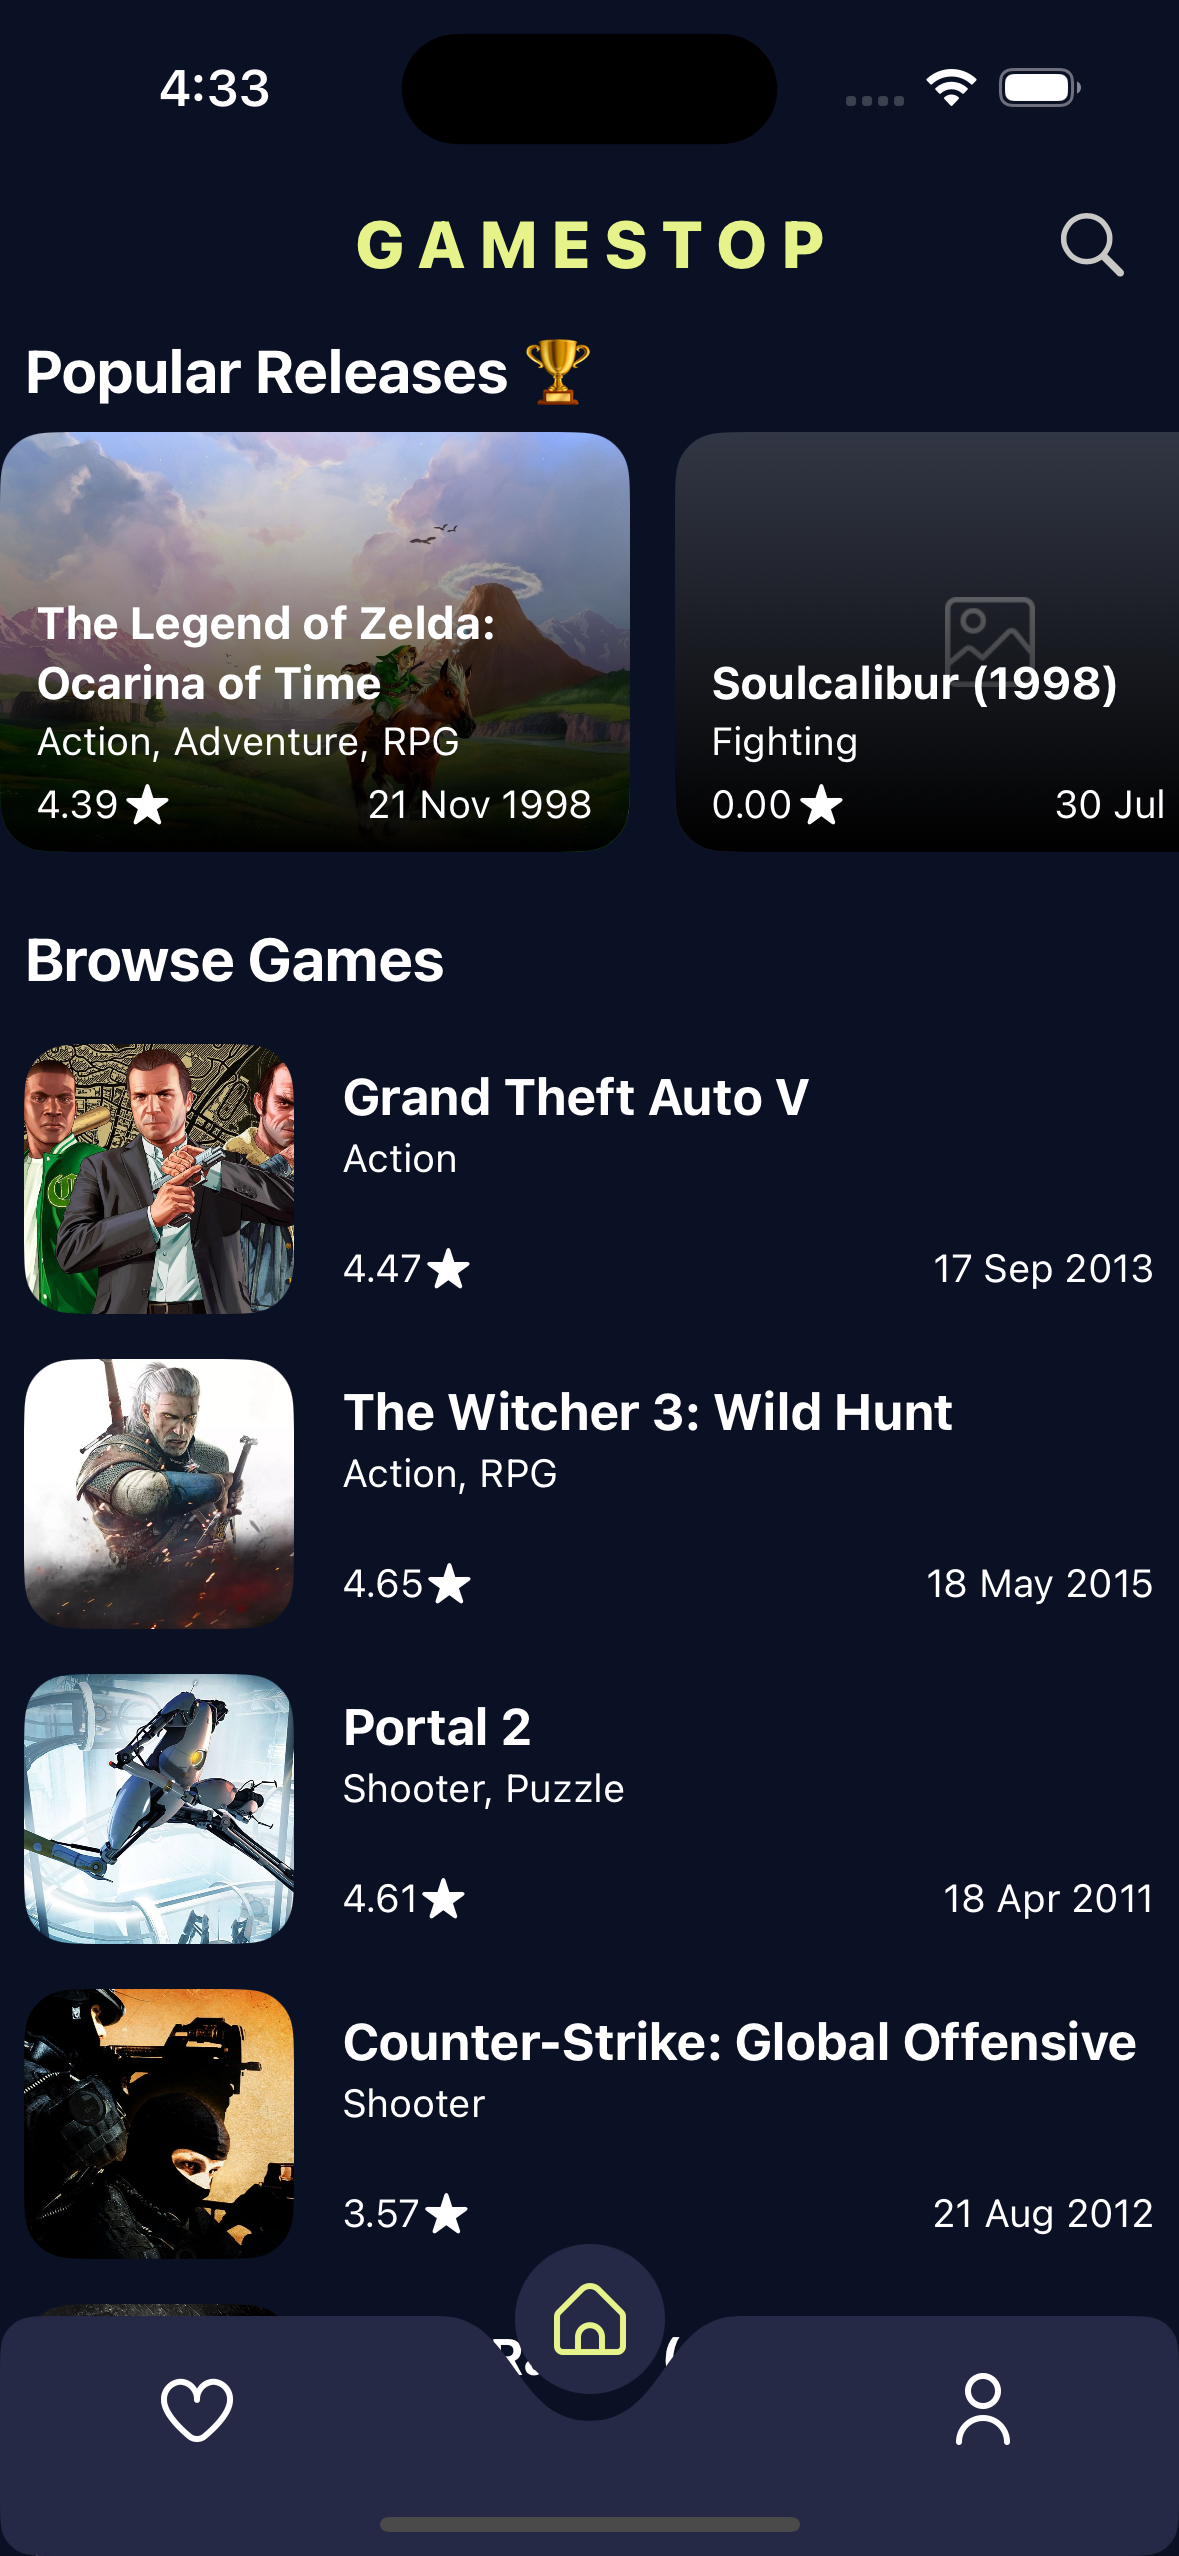 4:33
GAMESTOP
Popular Releases 🏆
The Legend of Zelda:
Ocarina of Time
Action, Adventure, RPG
4.39★ 21 Nov 1998
Soulcalibur (1998)
Fighting
0.00★ 30 Jul
Browse Games
Grand Theft Auto V
Action
4.47★ 17 Sep 2013
The Witcher 3: Wild Hunt
Action, RPG
4.65★ 18 May 2015
Portal 2
Shooter, Puzzle
4.61★ 18 Apr 2011
Counter-Strike: Global Offensive
Shooter
3.57★ 21 Aug 2012